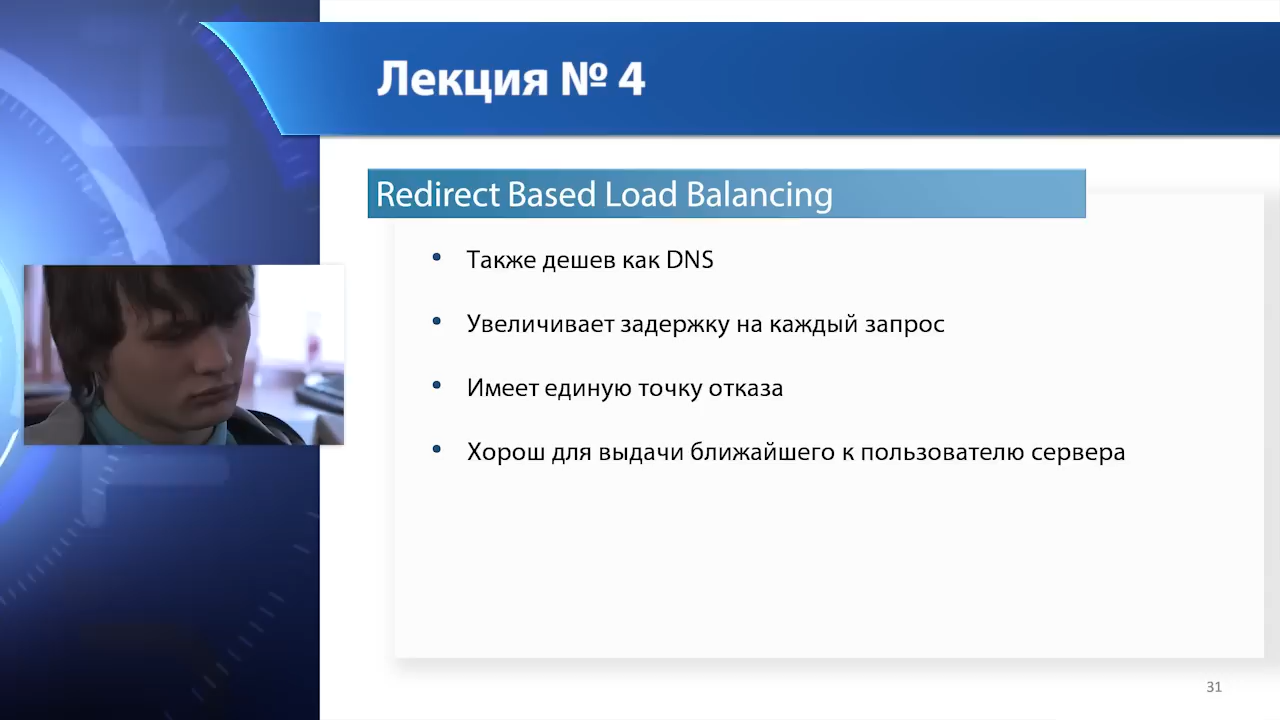 Лекция № 4
Redirect Based Load Balancing
• Также дешев как DNS
• Увеличивает задержку на каждый запрос
• Имеет единую точку отказа
• Хорош для выдачи ближайшего к пользователю сервера
31